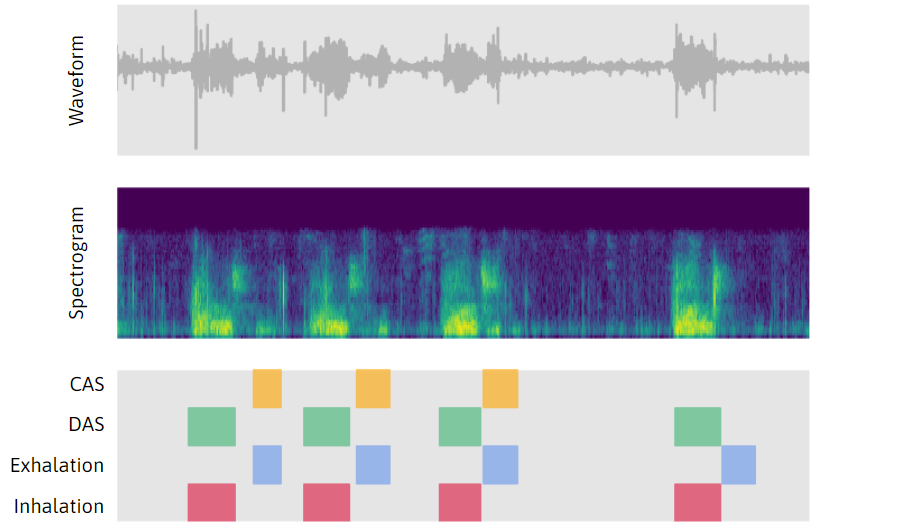 Waveform
Spectrogram
CAS
DAS
Exhalation
Inhalation